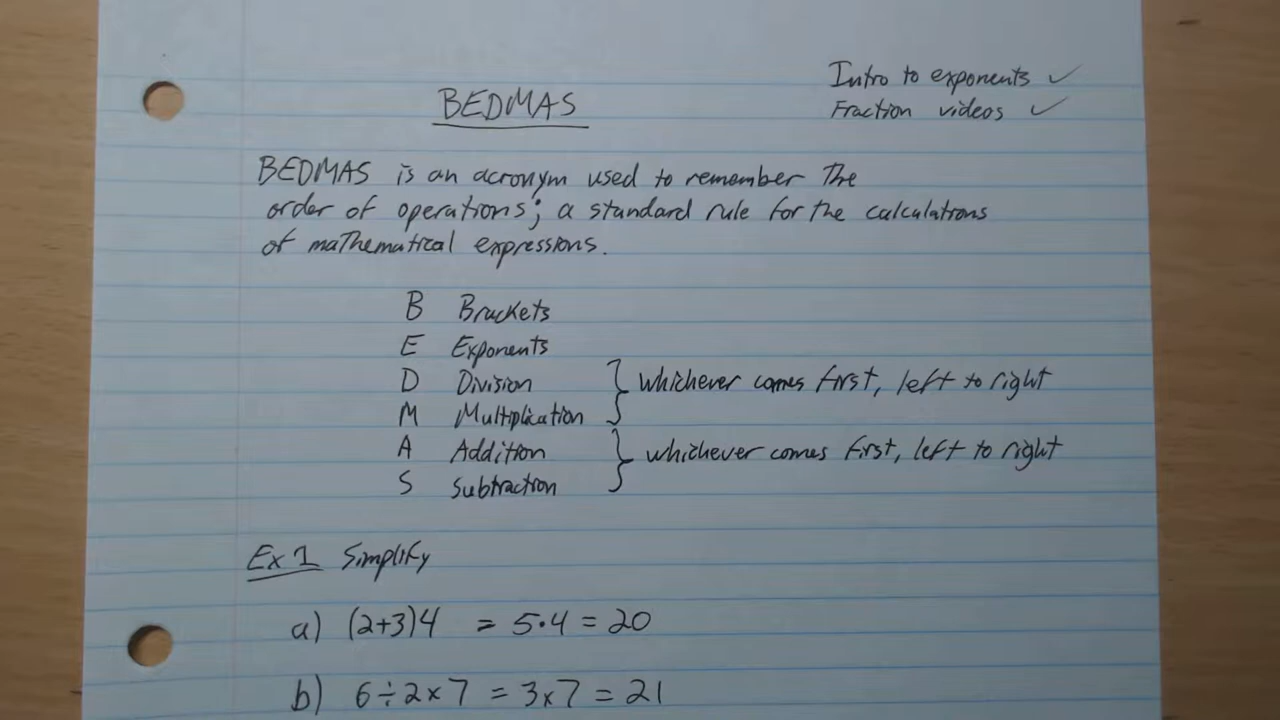 Intro to exponents ✓
Fraction videos ✓
BEDMAS
BEDMAS is an acronym used to remember the
order of operations; a standard rule for the calculations
of mathematical expressions.
B Brackets
E Exponents
D Division } whichever comes first, left to right
M Multiplication
A Addition } whichever comes first, left to right
S Subtraction
Ex 1 Simplify
a) (2+3)4 = 5·4 = 20
b) 6÷2×7 = 3×7 = 21